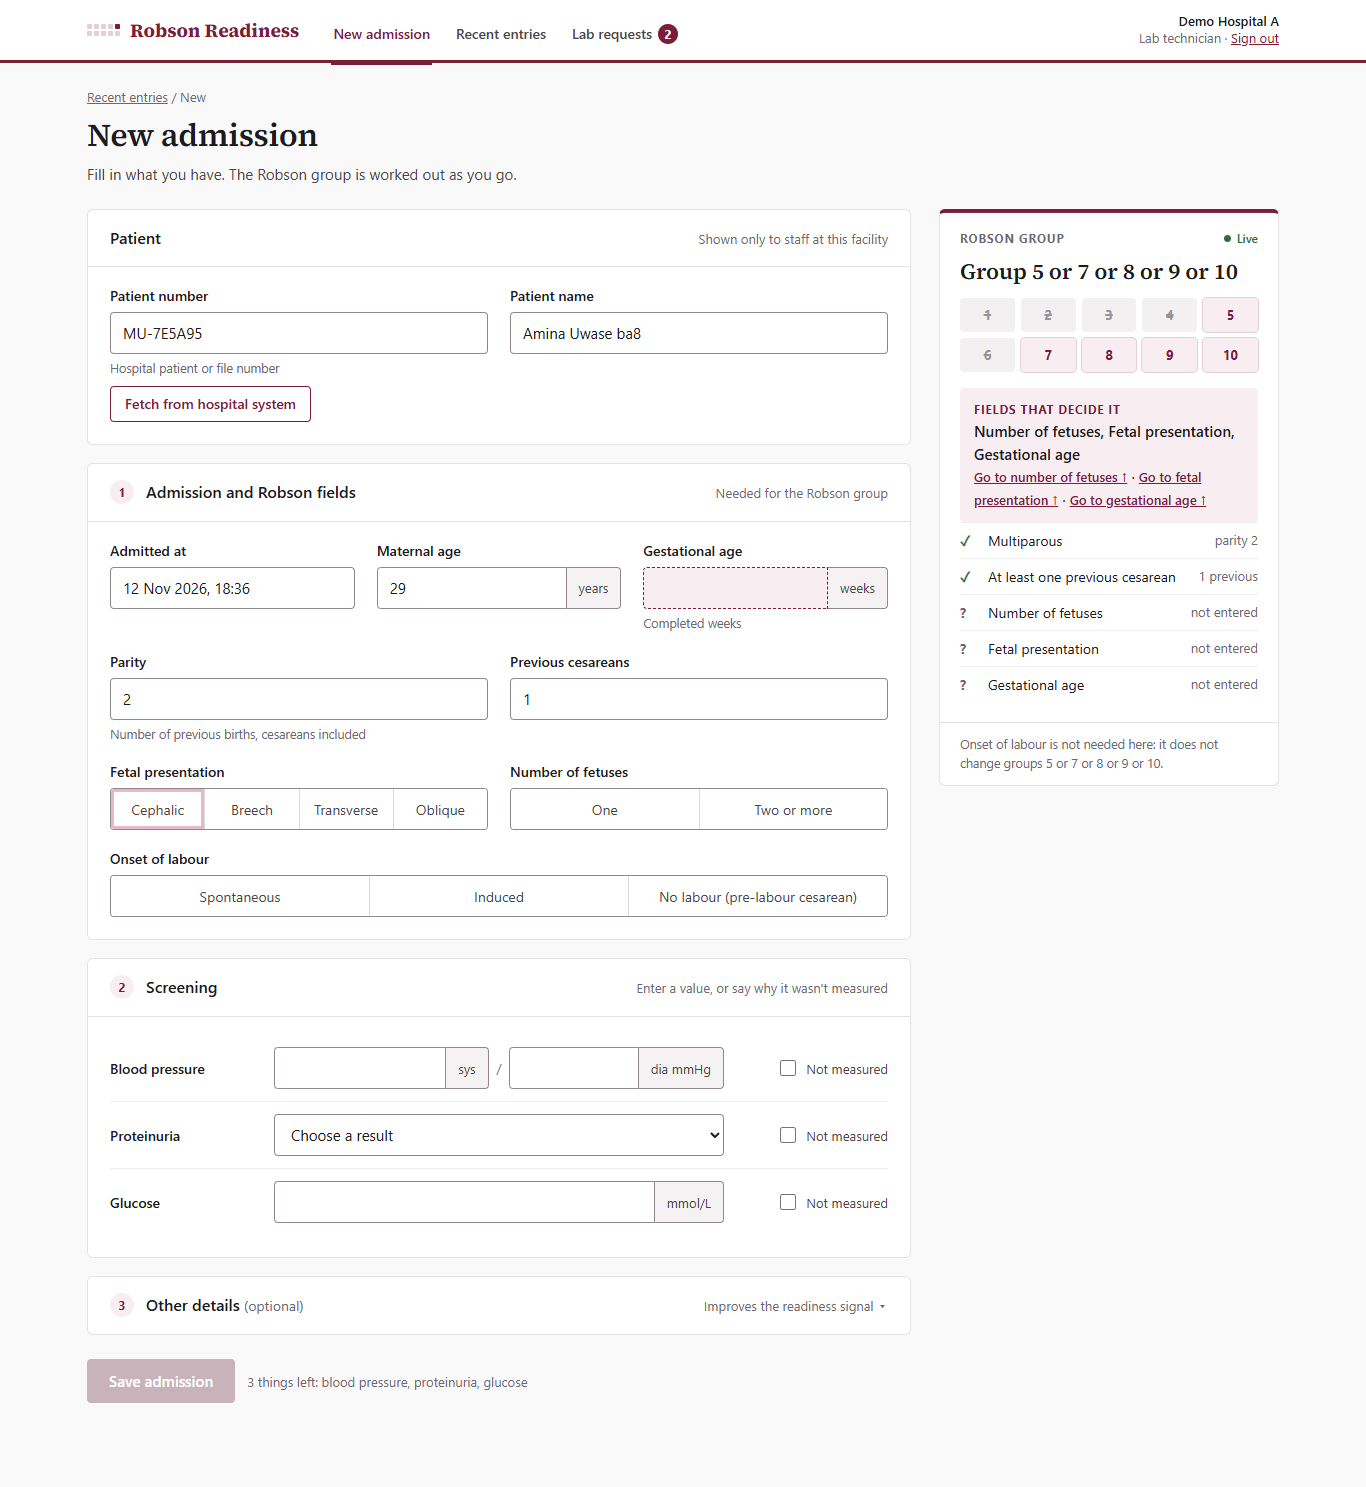 Robson Readiness
New admission
Recent entries
Lab requests 2
Demo Hospital A
Lab technician · Sign out
Recent entries / New
New admission
Fill in what you have. The Robson group is worked out as you go.
Patient
Shown only to staff at this facility
Patient number
Patient name
MU-7E5A95
Amina Uwase ba8
Hospital patient or file number
Fetch from hospital system
1 Admission and Robson fields
Needed for the Robson group
Admitted at
Maternal age
Gestational age
12 Nov 2026, 18:36
29 years
weeks
Completed weeks
Parity
Previous cesareans
2
1
Number of previous births, cesareans included
Fetal presentation
Number of fetuses
Cephalic Breech Transverse Oblique
One Two or more
Onset of labour
Spontaneous Induced No labour (pre-labour cesarean)
2 Screening
Enter a value, or say why it wasn't measured
Blood pressure sys / dia mmHg Not measured
Proteinuria Choose a result Not measured
Glucose mmol/L Not measured
3 Other details (optional)
Improves the readiness signal ▾
Save admission
3 things left: blood pressure, proteinuria, glucose
ROBSON GROUP
Live
Group 5 or 7 or 8 or 9 or 10
1 2 3 4 5
6 7 8 9 10
FIELDS THAT DECIDE IT
Number of fetuses, Fetal presentation,
Gestational age
Go to number of fetuses ↑ · Go to fetal
presentation ↑ · Go to gestational age ↑
✓ Multiparous parity 2
✓ At least one previous cesarean 1 previous
? Number of fetuses not entered
? Fetal presentation not entered
? Gestational age not entered
Onset of labour is not needed here: it does not
change groups 5 or 7 or 8 or 9 or 10.